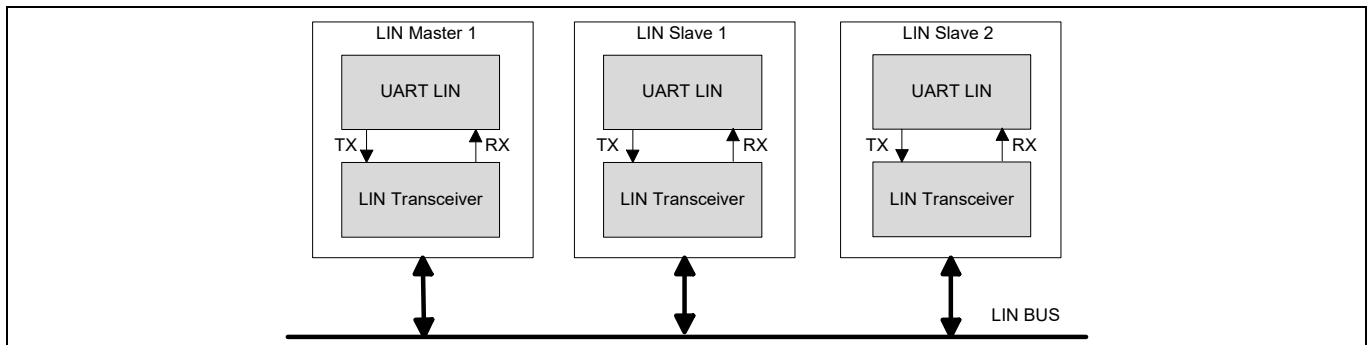 LIN Master 1
LIN Slave 1
LIN Slave 2
UART LIN
UART LIN
UART LIN
TX
RX
TX
RX
TX
RX
LIN Transceiver
LIN Transceiver
LIN Transceiver
LIN BUS